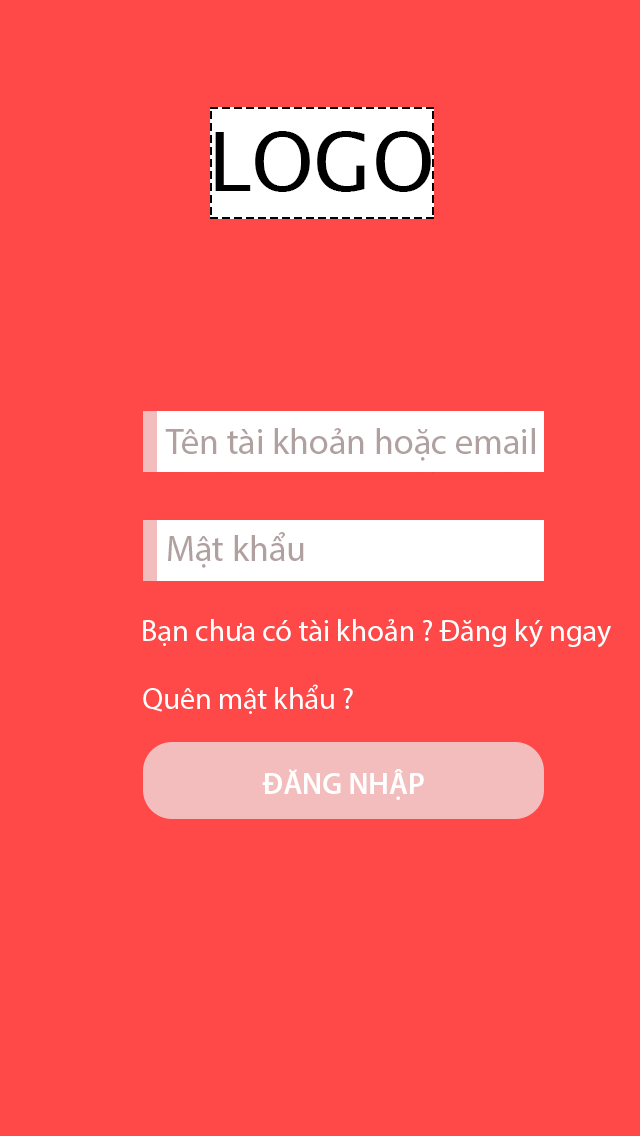 LOGO
Tên tài khoản hoặc email
Mật khẩu
Bạn chưa có tài khoản ? Đăng ký ngay
Quên mật khẩu ?
ĐĂNG NHẬP